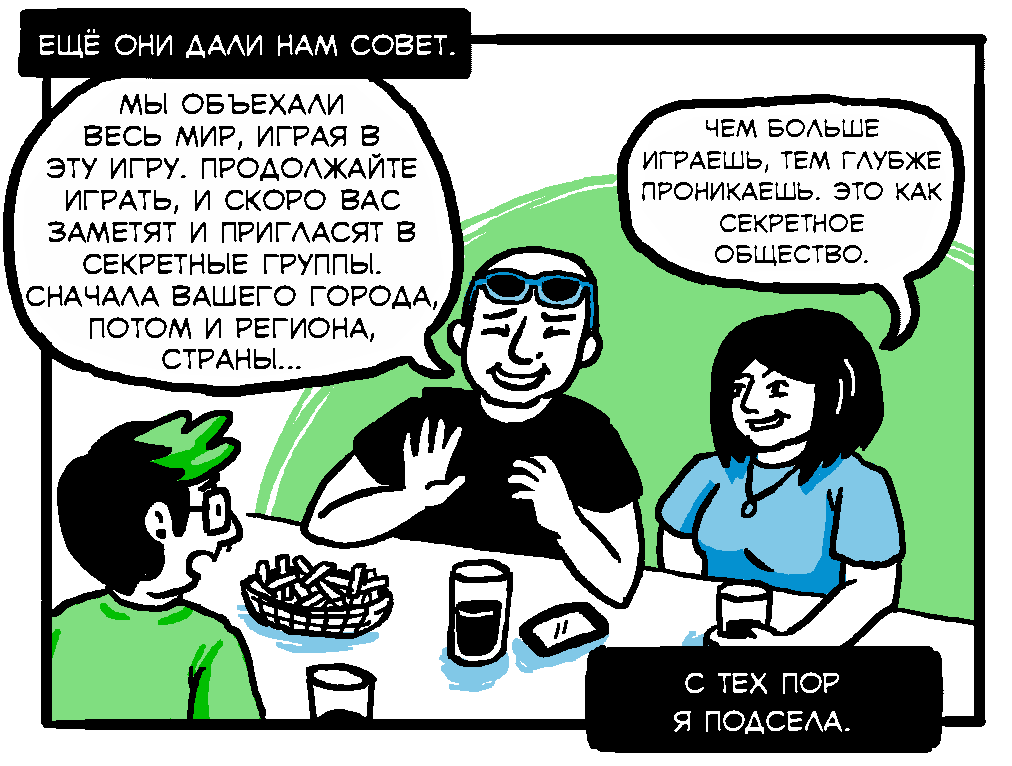 ЕЩЁ ОНИ ДАЛИ НАМ СОВЕТ.
МЫ ОБЪЕХАЛИ
ВЕСЬ МИР, ИГРАЯ В
ЭТУ ИГРУ. ПРОДОЛЖАЙТЕ
ИГРАТЬ, И СКОРО ВАС
ЗАМЕТЯТ И ПРИГЛАСЯТ В
СЕКРЕТНЫЕ ГРУППЫ.
СНАЧАЛА ВАШЕГО ГОРОДА,
ПОТОМ И РЕГИОНА,
СТРАНЫ...
ЧЕМ БОЛЬШЕ
ИГРАЕШЬ, ТЕМ ГЛУБЖЕ
ПРОНИКАЕШЬ. ЭТО КАК
СЕКРЕТНОЕ
ОБЩЕСТВО.
С ТЕХ ПОР
Я ПОДСЕЛА.